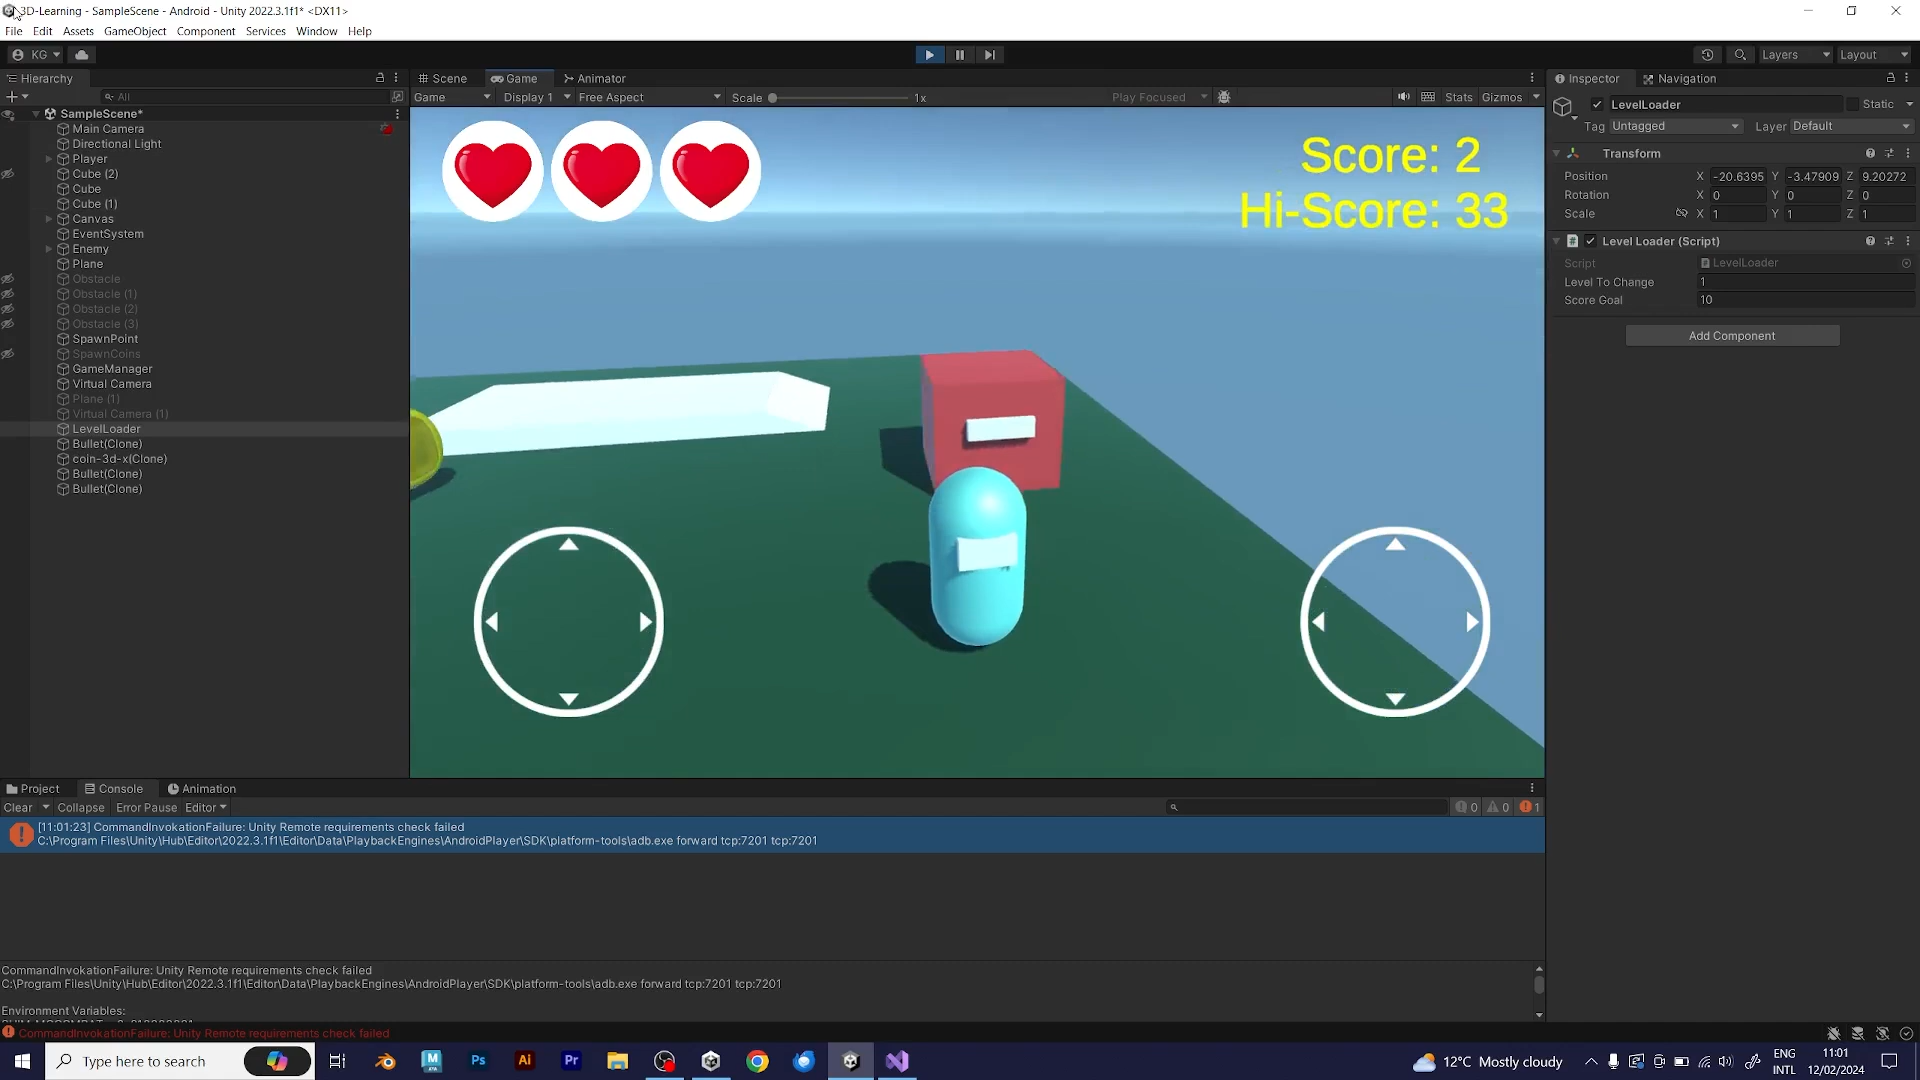 3D-Learning - SampleScene - Android - Unity 2022.3.1f1* <DX11>
File Edit Assets GameObject Component Services Window Help
KG
Layers
Layout
Hierarchy
All
SampleScene*
Main Camera
Directional Light
Player
Cube (2)
Cube
Cube (1)
Canvas
EventSystem
Enemy
Plane
Obstacle
Obstacle (1)
Obstacle (2)
Obstacle (3)
SpawnPoint
SpawnCoins
GameManager
Virtual Camera
Plane (1)
Virtual Camera (1)
LevelLoader
Bullet(Clone)
coin-3d-x(Clone)
Bullet(Clone)
Bullet(Clone)
Scene Game Animator
Game Display 1 Free Aspect Scale 1x Play Focused Stats Gizmos
Score: 2
Hi-Score: 33
Inspector Navigation
LevelLoader Static
Tag Untagged Layer Default
Transform
Position X -20.6395 Y -3.47909 Z 9.20272
Rotation X 0 Y 0 Z 0
Scale X 1 Y 1 Z 1
Level Loader (Script)
Script LevelLoader
Level To Change 1
Score Goal 10
Add Component
Project Console Animation
Clear Collapse Error Pause Editor 0 0 1
[11:01:23] CommandInvokationFailure: Unity Remote requirements check failed
C:\Program Files\Unity\Hub\Editor\2022.3.1f1\Editor\Data\PlaybackEngines\AndroidPlayer\SDK\platform-tools\adb.exe forward tcp:7201 tcp:7201
CommandInvokationFailure: Unity Remote requirements check failed
C:\Program Files\Unity\Hub\Editor\2022.3.1f1\Editor\Data\PlaybackEngines\AndroidPlayer\SDK\platform-tools\adb.exe forward tcp:7201 tcp:7201
Environment Variables:
CommandInvokationFailure: Unity Remote requirements check failed
Type here to search
Ps Ai Pr
12°C Mostly cloudy
ENG
INTL
11:01
12/02/2024